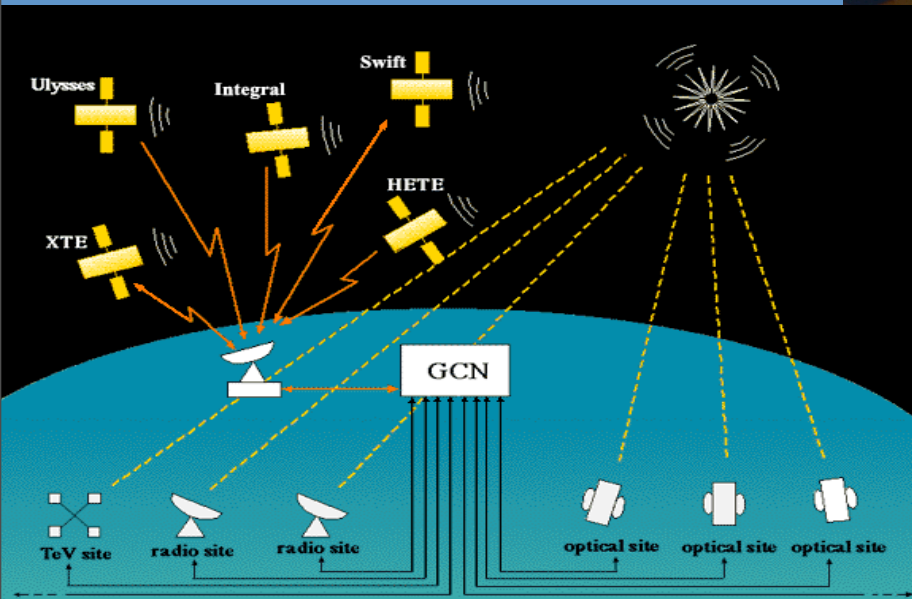 Swift
Ulysses
Integral
HETE
XTE
GCN
TeV site
radio site
radio site
optical site
optical site
optical site